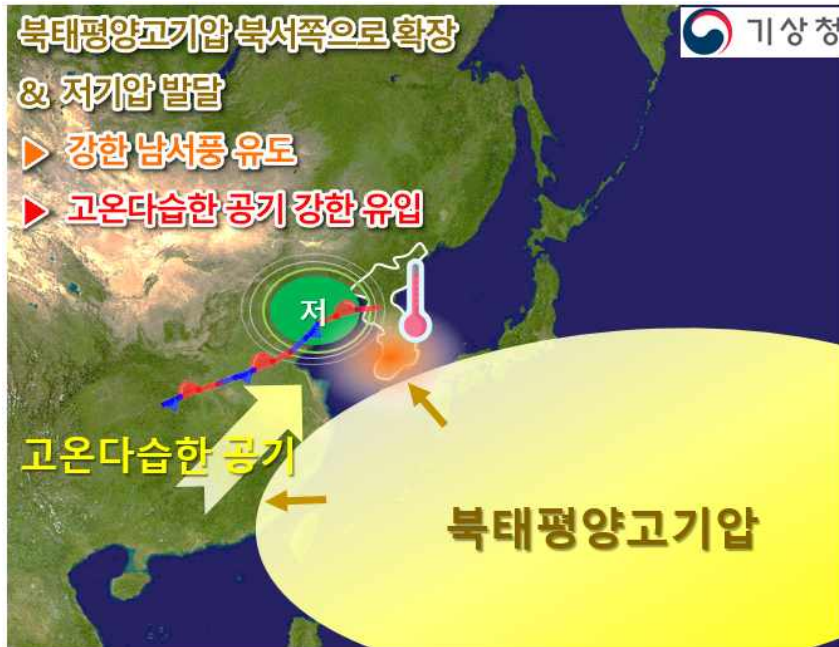 북태평양고기압 북서쪽으로 확장
& 저기압 발달
▶ 강한 남서풍 유도
▶ 고온다습한 공기 강한 유입
기상청
저
고온다습한 공기
북태평양고기압